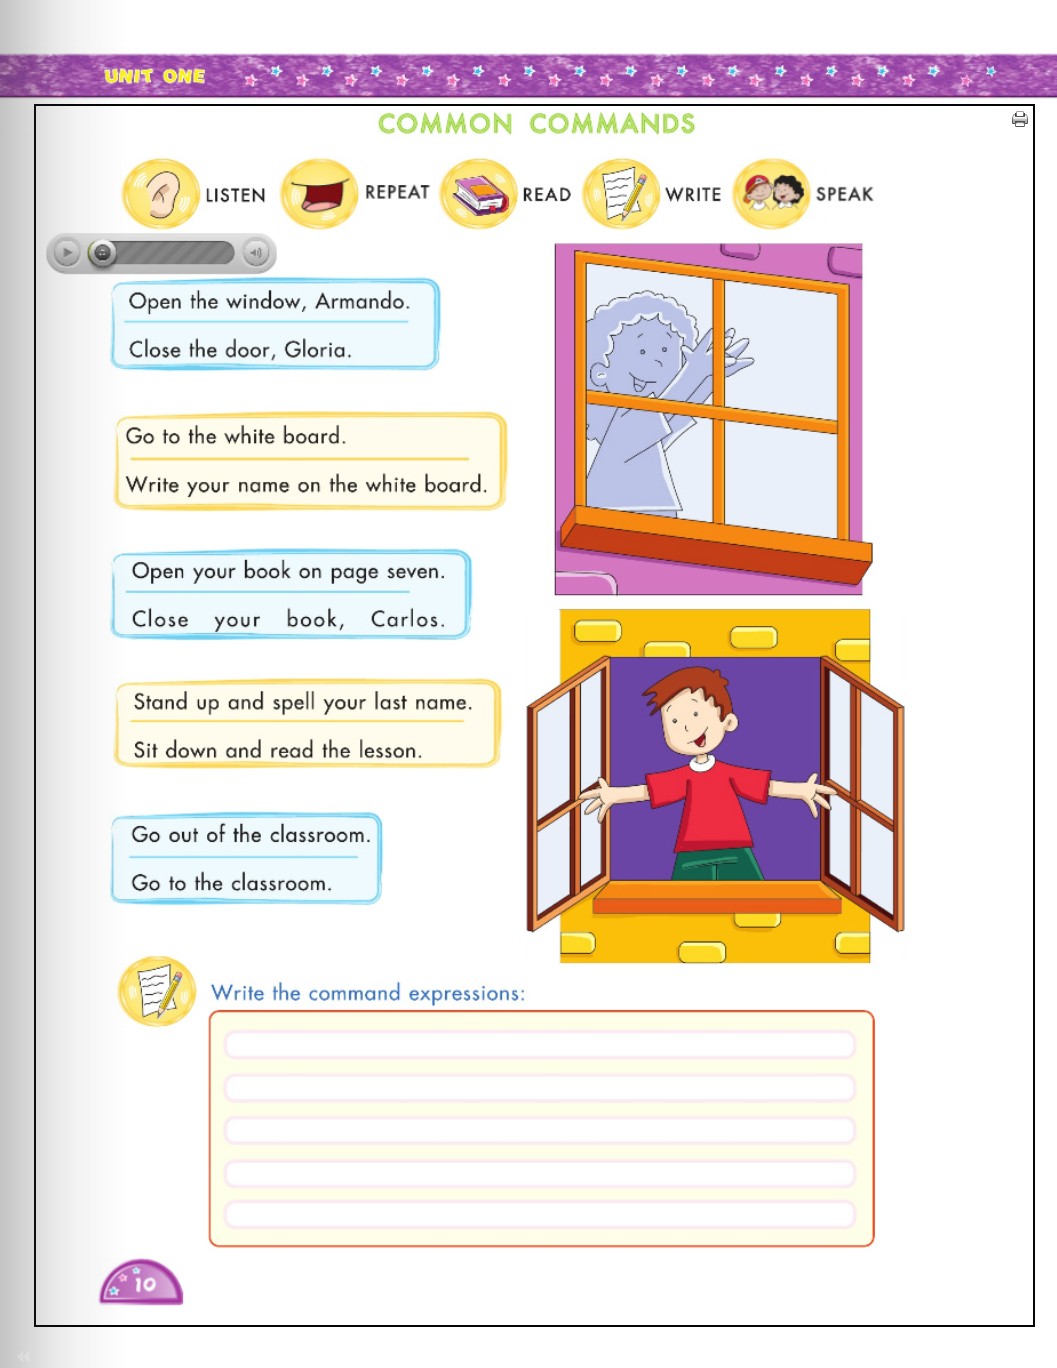 UNIT ONE
COMMON COMMANDS
LISTEN REPEAT READ WRITE SPEAK
Open the window, Armando.
Close the door, Gloria.
Go to the white board.
Write your name on the white board.
Open your book on page seven.
Close your book, Carlos.
Stand up and spell your last name.
Sit down and read the lesson.
Go out of the classroom.
Go to the classroom.
Write the command expressions:
10